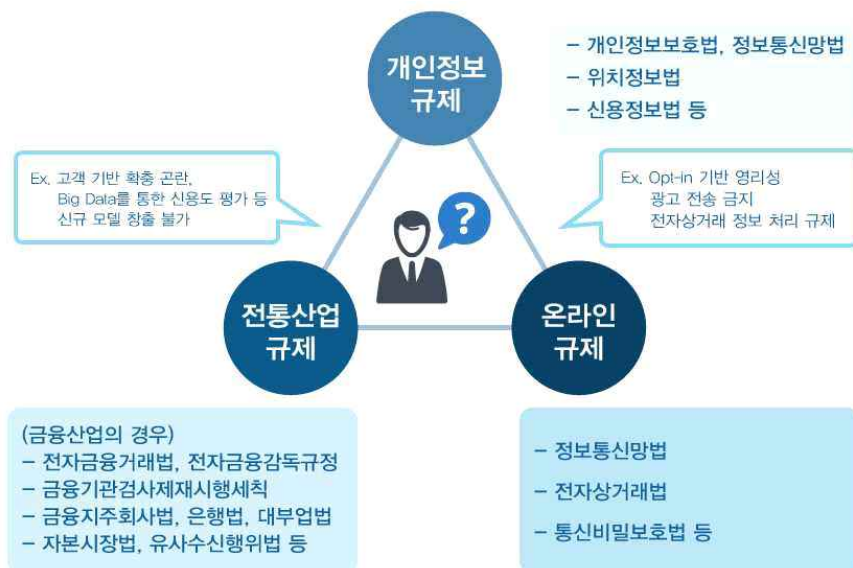 개인정보
규제
– 개인정보보호법, 정보통신망법
– 위치정보법
– 신용정보법 등
Ex. 고객 기반 확충 곤란,
Big Data를 통한 신용도 평가 등
신규 모델 창출 불가
Ex. Opt-in 기반 영리성
광고 전송 금지
전자상거래 정보 처리 규제
?
전통산업
규제
온라인
규제
(금융산업의 경우)
– 전자금융거래법, 전자금융감독규정
– 금융기관검사제재시행세칙
– 금융지주회사법, 은행법, 대부업법
– 자본시장법, 유사수신행위법 등
– 정보통신망법
– 전자상거래법
– 통신비밀보호법 등